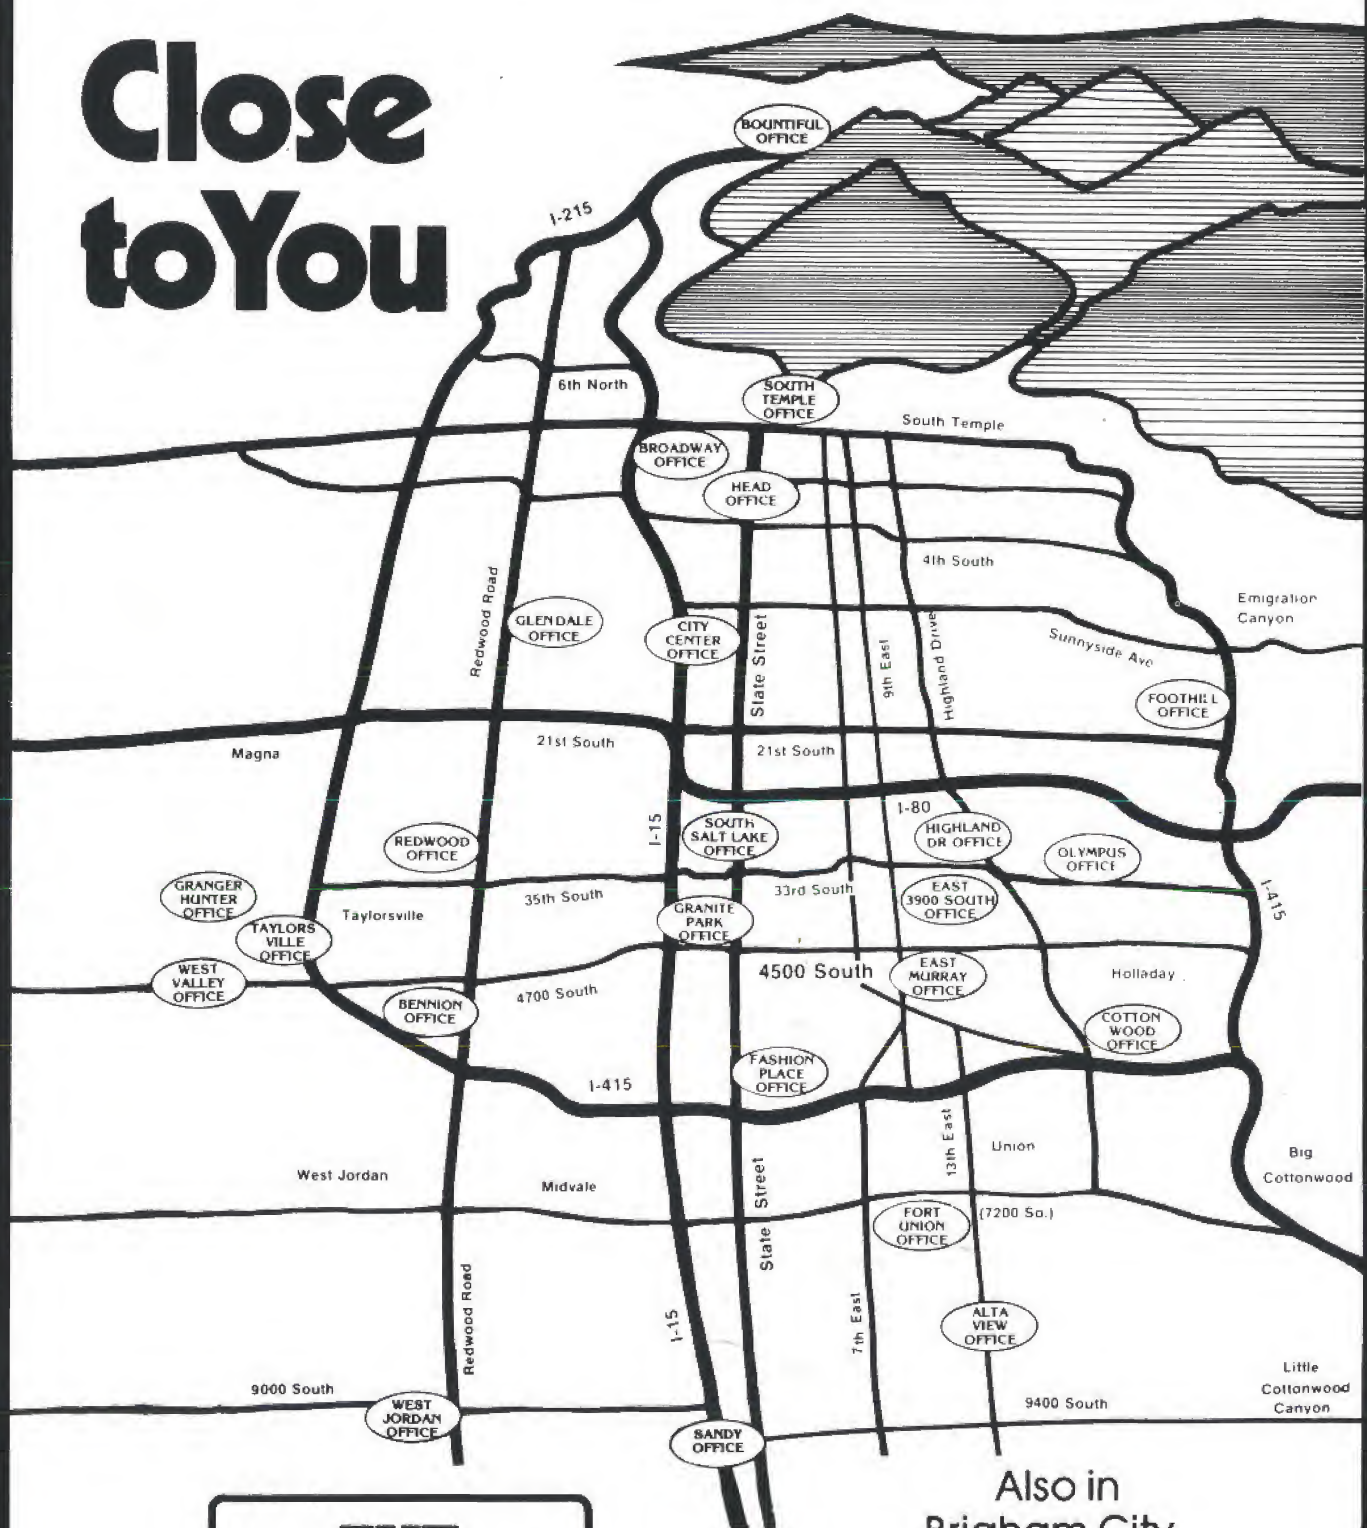 Close
to You
BOUNTIFUL
OFFICE
I-215
6th North
SOUTH
TEMPLE
OFFICE
South Temple
BROADWAY
OFFICE
HEAD
OFFICE
4th South
Redwood Road
GLENDALE
OFFICE
CITY
CENTER
OFFICE
State Street
9th East
Highland Drive
Sunnyside Ave
Emigration
Canyon
FOOTHILL
OFFICE
Magna
21st South
21st South
I-80
I-15
REDWOOD
OFFICE
SOUTH
SALT LAKE
OFFICE
HIGHLAND
DR OFFICE
OLYMPUS
OFFICE
GRANGER
HUNTER
OFFICE
Taylorsville
35th South
33rd South
EAST
3900 SOUTH
OFFICE
I-415
TAYLORS
VILLE
OFFICE
GRANITE
PARK
OFFICE
WEST
VALLEY
OFFICE
4500 South
EAST
MURRAY
OFFICE
Holladay
BENNION
OFFICE
4700 South
COTTON
WOOD
OFFICE
FASHION
PLACE
OFFICE
I-415
13th East
Union
Big
Cottonwood
West Jordan
Midvale
State Street
FORT
UNION
OFFICE
(7200 So.)
Redwood Road
I-15
7th East
ALTA
VIEW
OFFICE
Little
Cottonwood
Canyon
9000 South
WEST
JORDAN
OFFICE
9400 South
SANDY
OFFICE
Also in
Brigham City